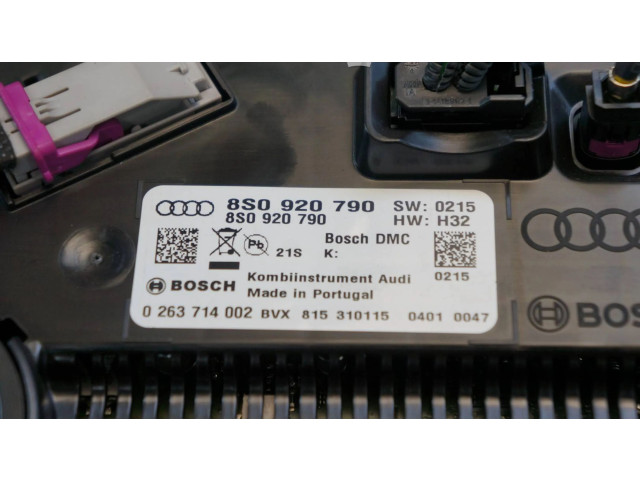 8S0 920 790 SW: 0215
8S0 920 790 HW: H32
Pb 21S Bosch DMC
K:
BOSCH Kombiinstrument Audi 0215
Made in Portugal
0 263 714 002 BVX 815 310115 0401 0047
BOS